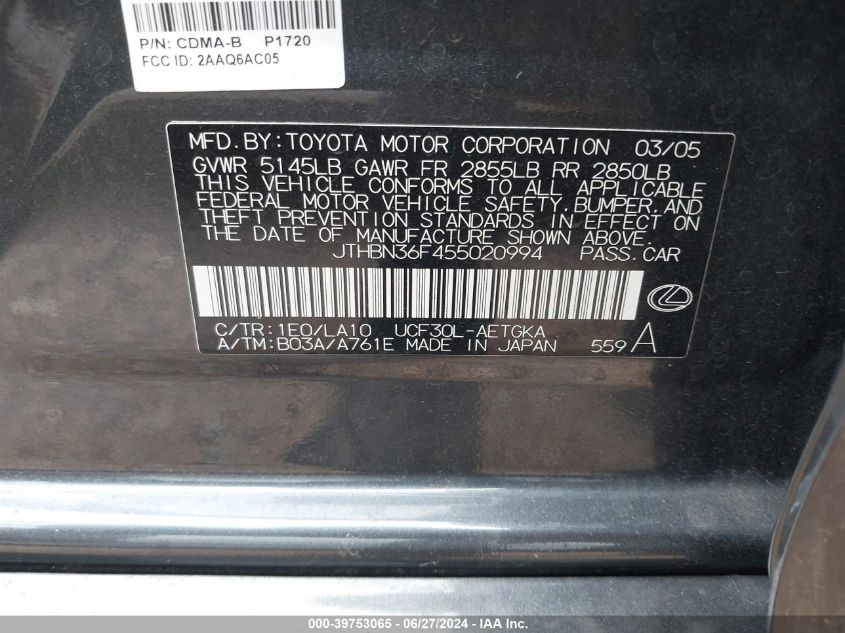 P/N: CDMA-B P1720
FCC ID: 2AAQ6AC05
MFD. BY: TOYOTA MOTOR CORPORATION 03/05
GVWR 5145LB GAWR FR 2855LB RR 2850LB
THIS VEHICLE CONFORMS TO ALL APPLICABLE
FEDERAL MOTOR VEHICLE SAFETY, BUMPER, AND
THEFT PREVENTION STANDARDS IN EFFECT ON
THE DATE OF MANUFACTURE SHOWN ABOVE.
JTHBN36F455020994 PASS. CAR
C/TR: 1E0/LA10 UCF30L-AETGKA
A/TM: B03A/A761E MADE IN JAPAN 559 A
000-39753065 - 06/27/2024 - COPYRIGHT IAA, INC.